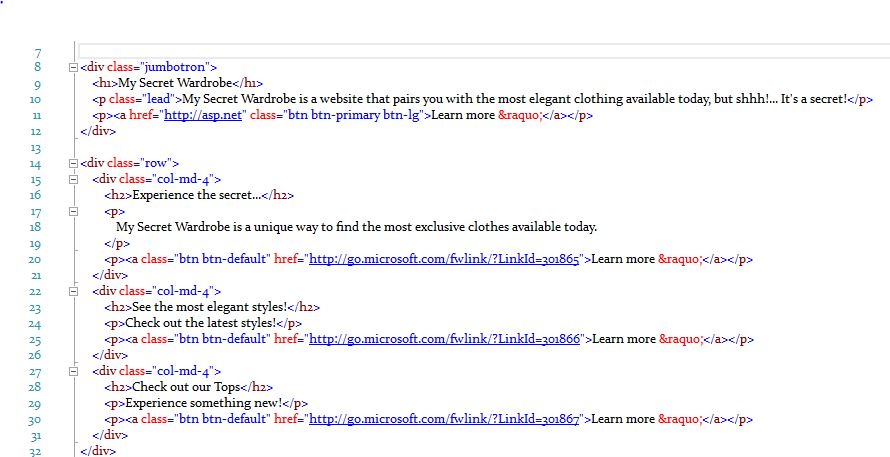 7
8 <div class="jumbotron">
9 <h1>My Secret Wardrobe</h1>
10 <p class="lead">My Secret Wardrobe is a website that pairs you with the most elegant clothing available today, but shhh!... It's a secret!</p>
11 <p><a href="http://asp.net" class="btn btn-primary btn-lg">Learn more &raquo;</a></p>
12 </div>
13
14 <div class="row">
15 <div class="col-md-4">
16 <h2>Experience the secret...</h2>
17 <p>
18 My Secret Wardrobe is a unique way to find the most exclusive clothes available today.
19 </p>
20 <p><a class="btn btn-default" href="http://go.microsoft.com/fwlink/?LinkId=301865">Learn more &raquo;</a></p>
21 </div>
22 <div class="col-md-4">
23 <h2>See the most elegant styles!</h2>
24 <p>Check out the latest styles!</p>
25 <p><a class="btn btn-default" href="http://go.microsoft.com/fwlink/?LinkId=301866">Learn more &raquo;</a></p>
26 </div>
27 <div class="col-md-4">
28 <h2>Check out our Tops</h2>
29 <p>Experience something new!</p>
30 <p><a class="btn btn-default" href="http://go.microsoft.com/fwlink/?LinkId=301867">Learn more &raquo;</a></p>
31 </div>
32 </div>